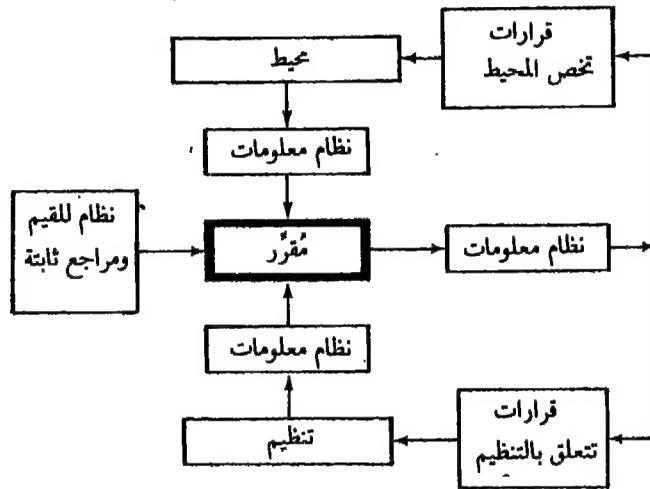 قرارات
تخص المحيط
محيط
نظام معلومات
نظام للقيم
ومراجع ثابتة
مُقرِّر
نظام معلومات
نظام معلومات
قرارات
تتعلق بالتنظيم
تنظيم